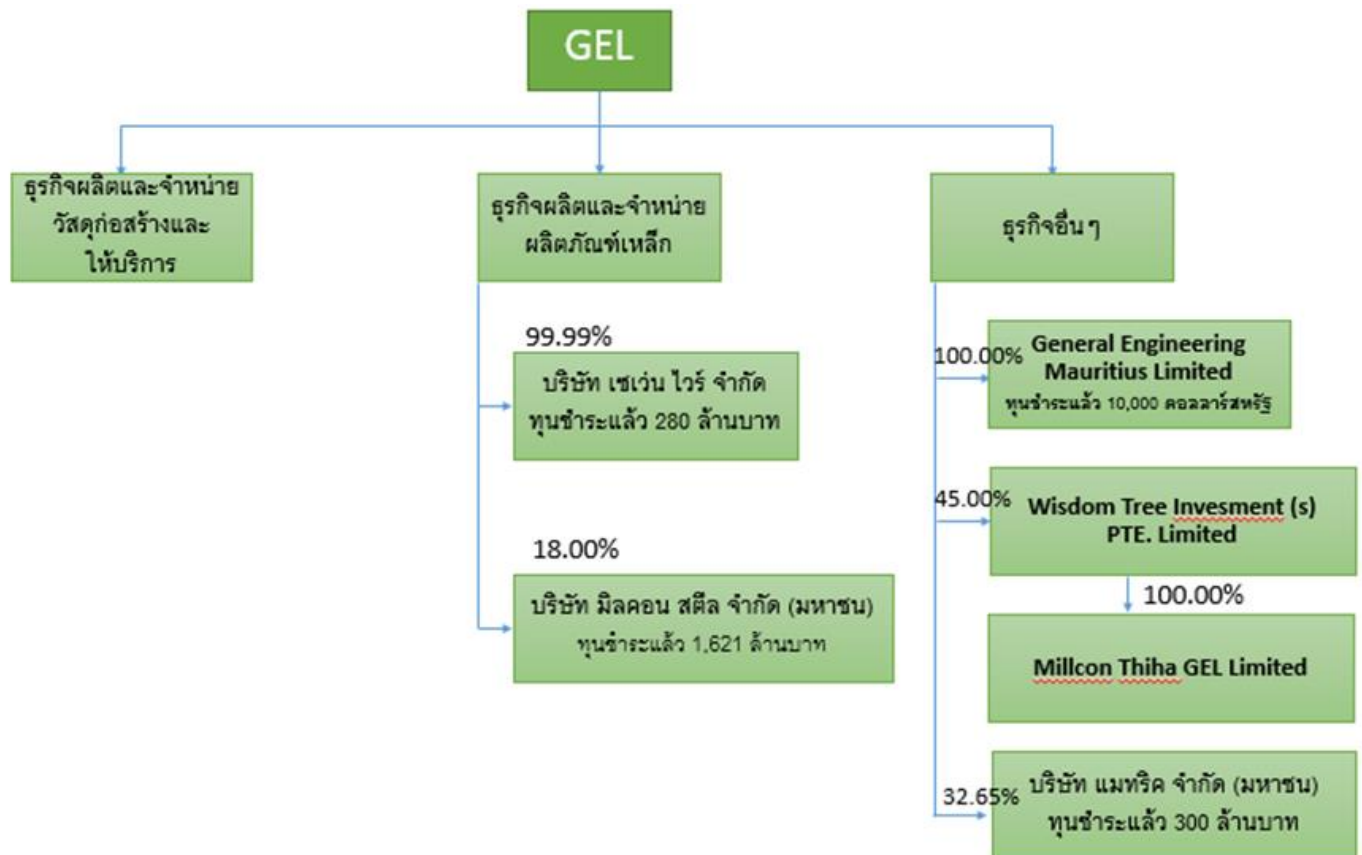 GEL
ธุรกิจผลิตและจำหน่าย
วัสดุก่อสร้างและ
ให้บริการ
ธุรกิจผลิตและจำหน่าย
ผลิตภัณฑ์เหล็ก
ธุรกิจอื่นๆ
99.99%
บริษัท เซเว่น ไวร์ จำกัด
ทุนชำระแล้ว 280 ล้านบาท
18.00%
บริษัท มิลคอน สตีล จำกัด (มหาชน)
ทุนชำระแล้ว 1,621 ล้านบาท
100.00%
General Engineering
Mauritius Limited
ทุนชำระแล้ว 10,000 ดอลลาร์สหรัฐ
45.00%
Wisdom Tree Invesment (s)
PTE. Limited
100.00%
Millcon Thiha GEL Limited
32.65%
บริษัท แมทริค จำกัด (มหาชน)
ทุนชำระแล้ว 300 ล้านบาท